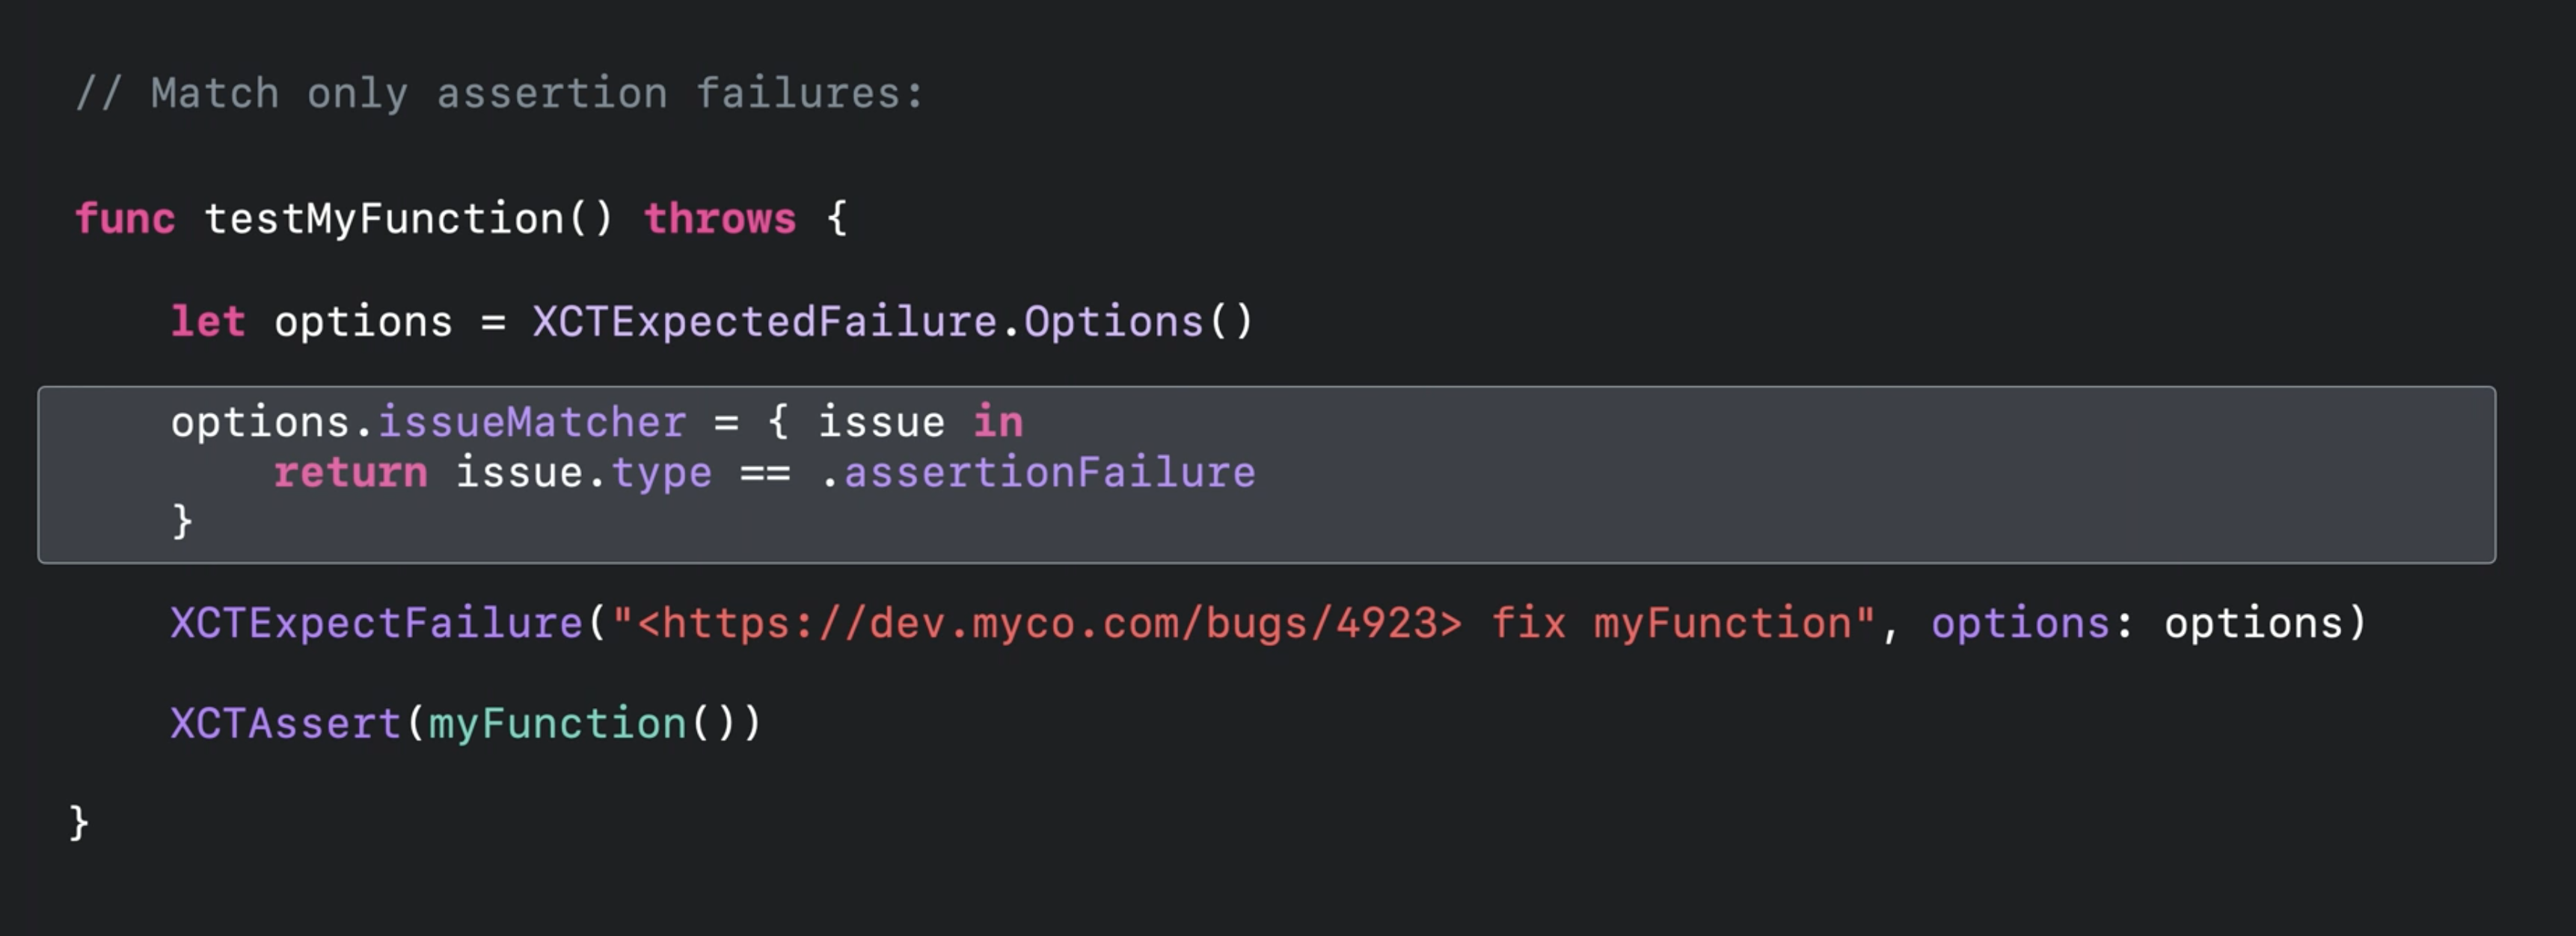 // Match only assertion failures:
func testMyFunction() throws {
let options = XCTExpectedFailure.Options()
options.issueMatcher = { issue in
return issue.type == .assertionFailure
}
XCTExpectFailure("<https://dev.myco.com/bugs/4923> fix myFunction", options: options)
XCTAssert(myFunction())
}